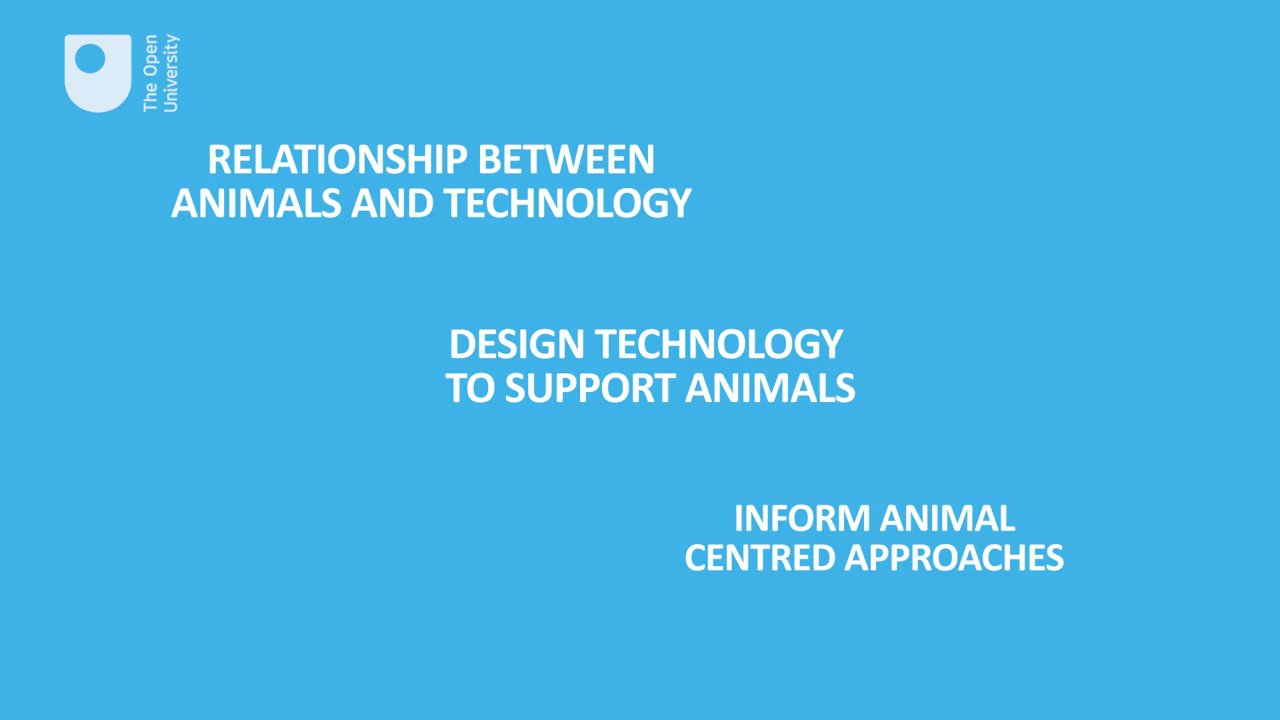 The Open
University
RELATIONSHIP BETWEEN
ANIMALS AND TECHNOLOGY
DESIGN TECHNOLOGY
TO SUPPORT ANIMALS
INFORM ANIMAL
CENTRED APPROACHES